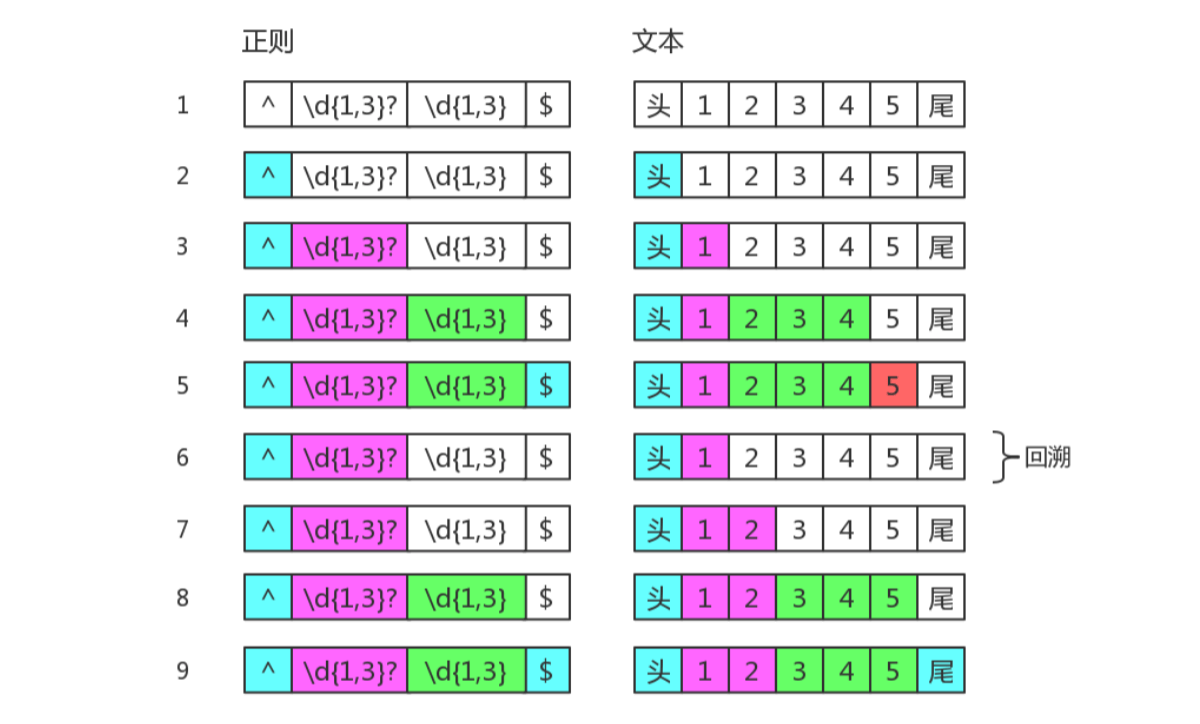 正则 文本
1 ^ \d{1,3}? \d{1,3} $ 头 1 2 3 4 5 尾
2 ^ \d{1,3}? \d{1,3} $ 头 1 2 3 4 5 尾
3 ^ \d{1,3}? \d{1,3} $ 头 1 2 3 4 5 尾
4 ^ \d{1,3}? \d{1,3} $ 头 1 2 3 4 5 尾
5 ^ \d{1,3}? \d{1,3} $ 头 1 2 3 4 5 尾
6 ^ \d{1,3}? \d{1,3} $ 头 1 2 3 4 5 尾 回溯
7 ^ \d{1,3}? \d{1,3} $ 头 1 2 3 4 5 尾
8 ^ \d{1,3}? \d{1,3} $ 头 1 2 3 4 5 尾
9 ^ \d{1,3}? \d{1,3} $ 头 1 2 3 4 5 尾